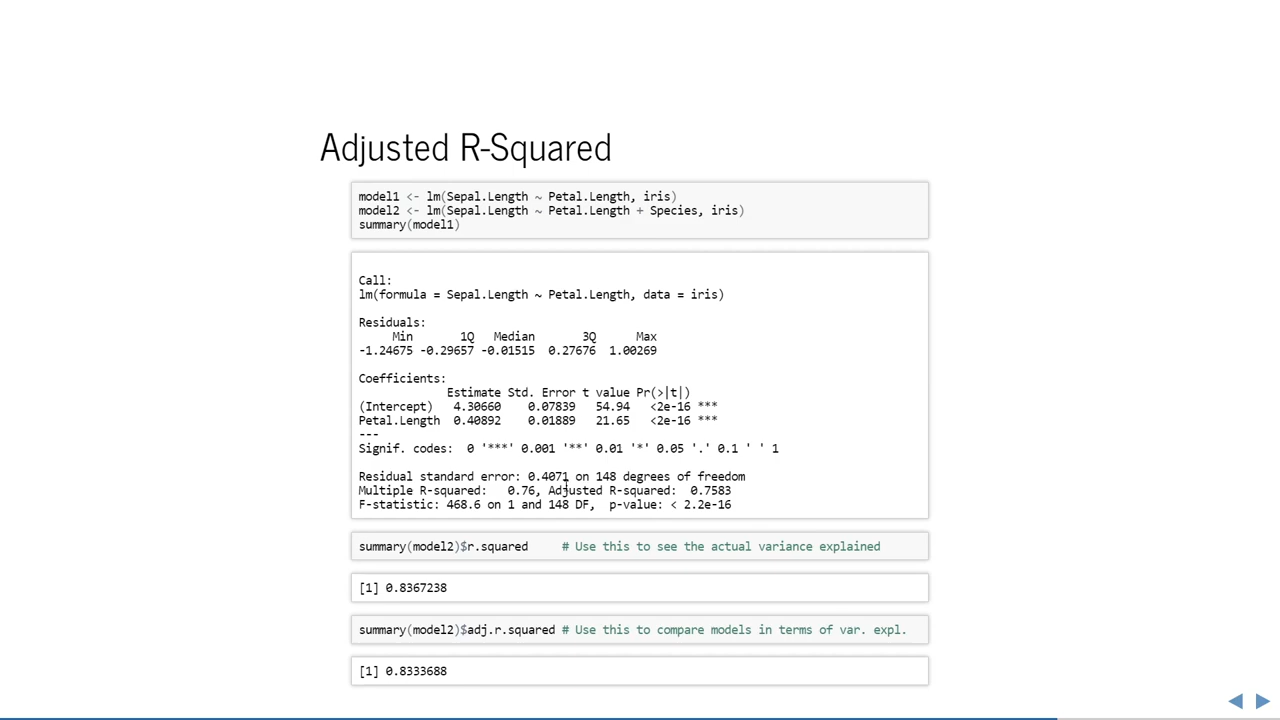 Adjusted R-Squared
model1 <- lm(Sepal.Length ~ Petal.Length, iris)
model2 <- lm(Sepal.Length ~ Petal.Length + Species, iris)
summary(model1)
Call:
lm(formula = Sepal.Length ~ Petal.Length, data = iris)
Residuals:
     Min       1Q   Median       3Q      Max
-1.24675 -0.29657 -0.01515  0.27676  1.00269
Coefficients:
             Estimate Std. Error t value Pr(>|t|)
(Intercept)   4.30660    0.07839   54.94   <2e-16 ***
Petal.Length  0.40892    0.01889   21.65   <2e-16 ***
---
Signif. codes:  0 '***' 0.001 '**' 0.01 '*' 0.05 '.' 0.1 ' ' 1
Residual standard error: 0.4071 on 148 degrees of freedom
Multiple R-squared:   0.76, Adjusted R-squared:  0.7583
F-statistic: 468.6 on 1 and 148 DF,  p-value: < 2.2e-16
summary(model2)$r.squared     # Use this to see the actual variance explained
[1] 0.8367238
summary(model2)$adj.r.squared # Use this to compare models in terms of var. expl.
[1] 0.8333688